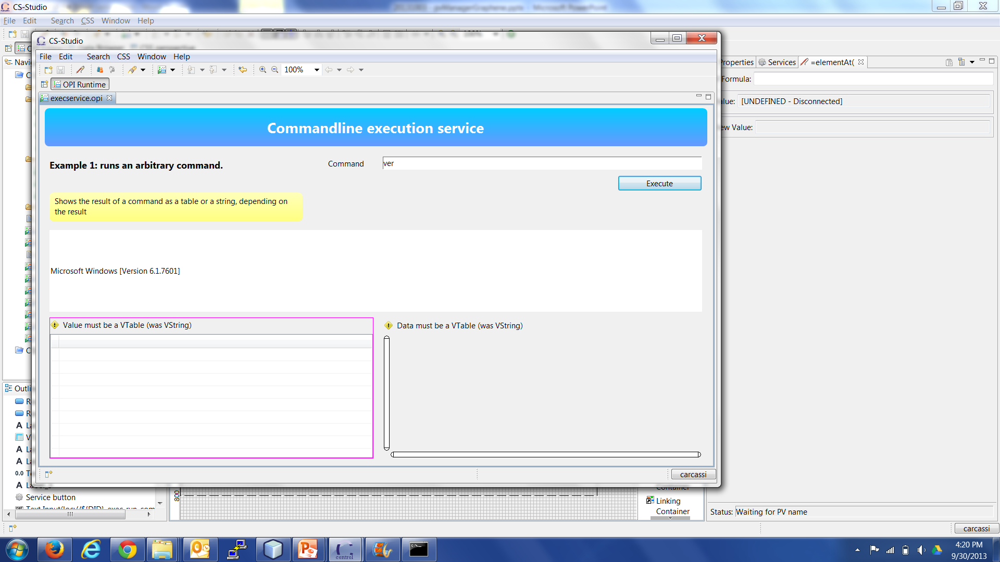 CS-Studio
File Edit Search CSS Window Help
CS-Studio
File Edit Search CSS Window Help
100%
OPI Runtime
execservice.opi
Commandline execution service
Example 1: runs an arbitrary command.
Command
ver
Execute
Shows the result of a command as a table or a string, depending on
the result
Microsoft Windows [Version 6.1.7601]
Value must be a VTable (was VString)
Data must be a VTable (was VString)
carcassi
Navi
Outli
Service button
800
Linking
Container
Properties
Services
=elementAt(
Formula:
[UNDEFINED - Disconnected]
Status: Waiting for PV name
carcassi
control
4:20 PM
9/30/2013